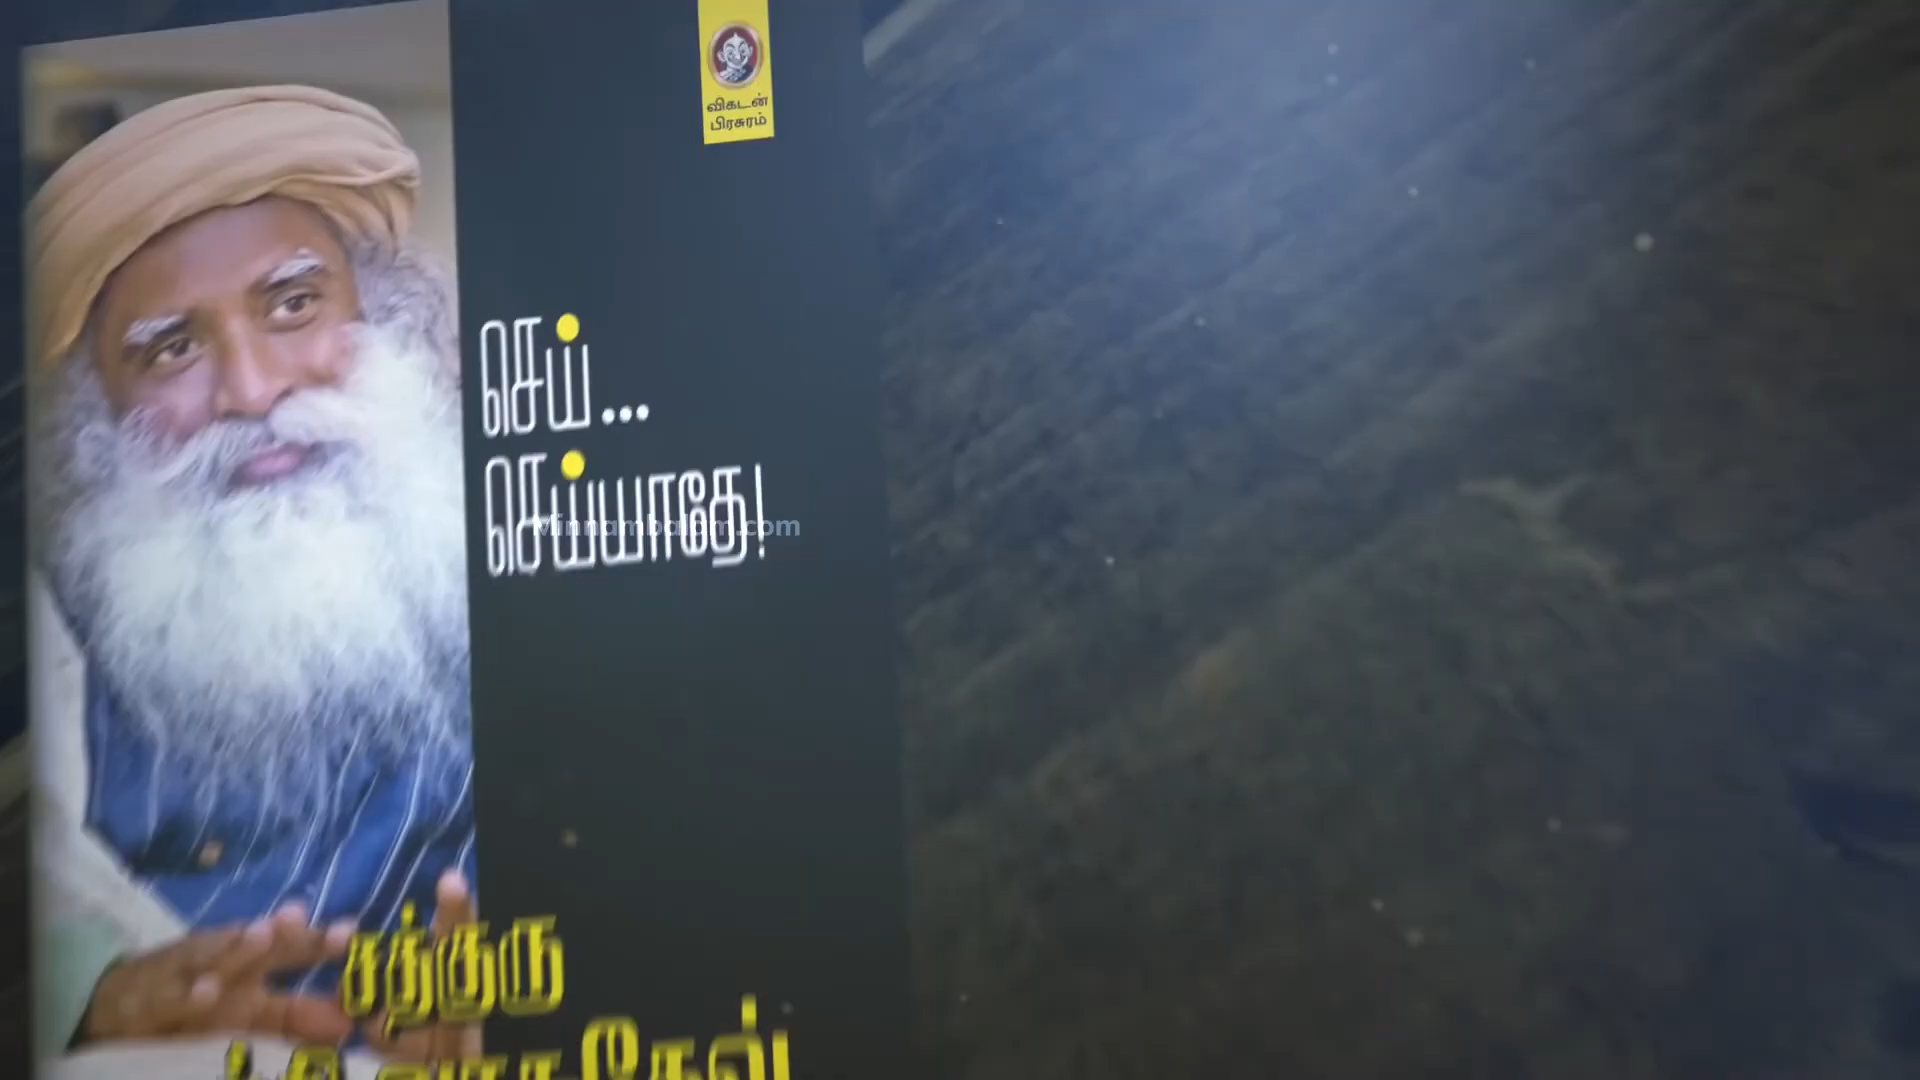 விகடன்
பிரசுரம்
செய்...
செய்யாதே!
Minnambalam.com
சத்குரு